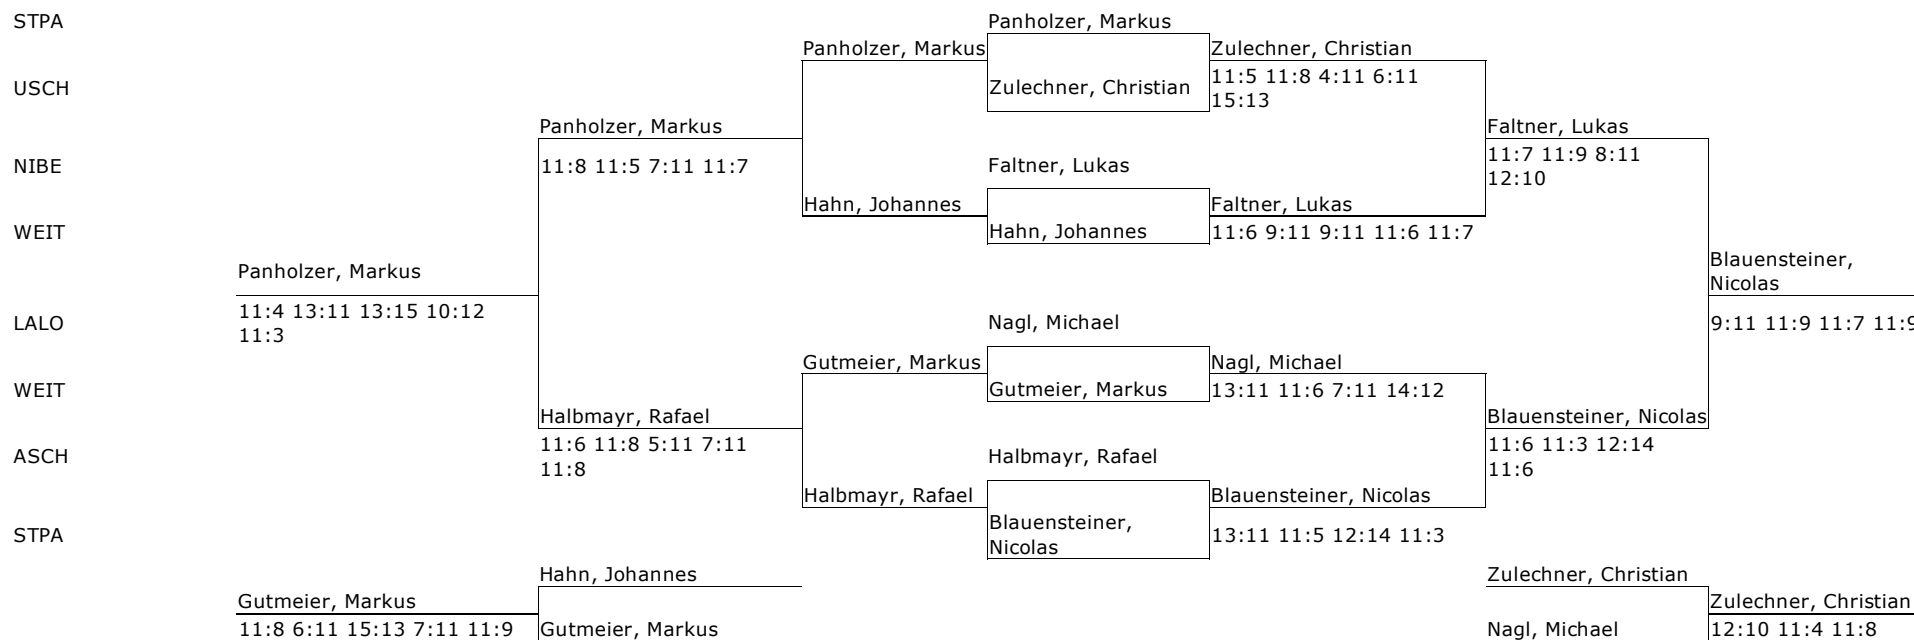 STPA
Panholzer, Markus
Panholzer, Markus
Zulechner, Christian
USCH
Zulechner, Christian
11:5 11:8 4:11 6:11
15:13
Panholzer, Markus
Faltner, Lukas
NIBE
11:8 11:5 7:11 11:7
Faltner, Lukas
11:7 11:9 8:11
12:10
Hahn, Johannes
Faltner, Lukas
WEIT
Hahn, Johannes
11:6 9:11 9:11 11:6 11:7
Panholzer, Markus
Blauensteiner,
Nicolas
11:4 13:11 13:15 10:12
11:3
LALO
Nagl, Michael
9:11 11:9 11:7 11:9
Gutmeier, Markus
Nagl, Michael
WEIT
Gutmeier, Markus
13:11 11:6 7:11 14:12
Halbmayr, Rafael
Blauensteiner, Nicolas
11:6 11:8 5:11 7:11
11:8
ASCH
Halbmayr, Rafael
11:6 11:3 12:14
11:6
Halbmayr, Rafael
Blauensteiner, Nicolas
STPA
Blauensteiner,
Nicolas
13:11 11:5 12:14 11:3
Hahn, Johannes
Zulechner, Christian
Gutmeier, Markus
Zulechner, Christian
11:8 6:11 15:13 7:11 11:9
Gutmeier, Markus
Nagl, Michael
12:10 11:4 11:8